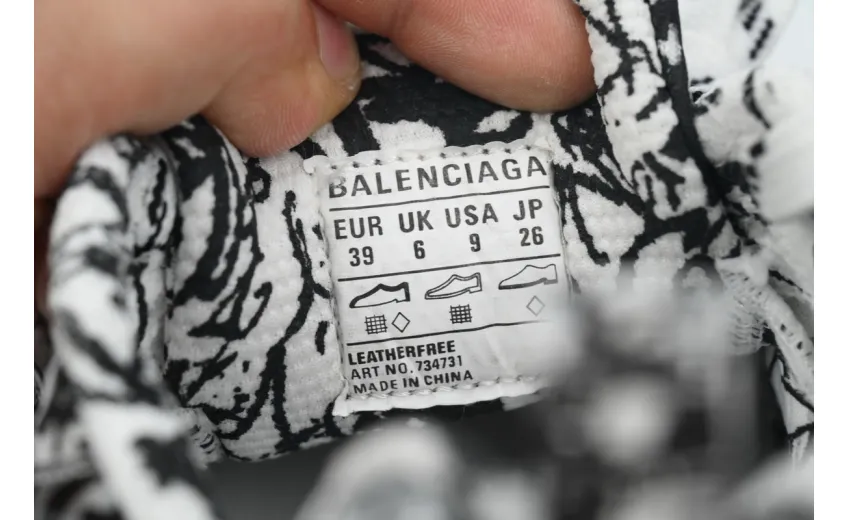 BALENCIAGA
EUR UK USA JP
39 6 9 26
LEATHERFREE
ART NO. 734731
MADE IN CHINA